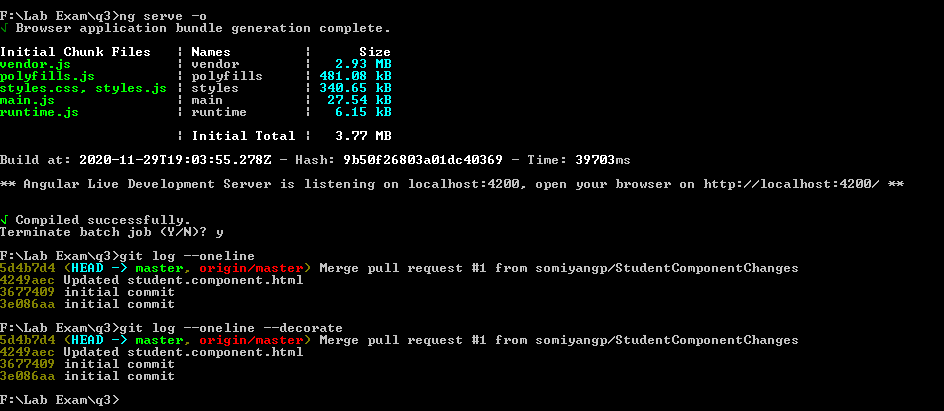 F:\Lab Exam\q3>ng serve -o
√ Browser application bundle generation complete.
Initial Chunk Files | Names | Size
vendor.js | vendor | 2.93 MB
polyfills.js | polyfills | 481.08 kB
styles.css, styles.js | styles | 340.65 kB
main.js | main | 27.54 kB
runtime.js | runtime | 6.15 kB
| Initial Total | 3.77 MB
Build at: 2020-11-29T19:03:55.278Z - Hash: 9b50f26803a01dc40369 - Time: 39703ms
** Angular Live Development Server is listening on localhost:4200, open your browser on http://localhost:4200/ **
√ Compiled successfully.
Terminate batch job (Y/N)? y
F:\Lab Exam\q3>git log --oneline
5d4b7d4 (HEAD -> master, origin/master) Merge pull request #1 from somiyangp/StudentComponentChanges
4249aec Updated student.component.html
3677409 initial commit
3e086aa initial commit
F:\Lab Exam\q3>git log --oneline --decorate
5d4b7d4 (HEAD -> master, origin/master) Merge pull request #1 from somiyangp/StudentComponentChanges
4249aec Updated student.component.html
3677409 initial commit
3e086aa initial commit
F:\Lab Exam\q3>